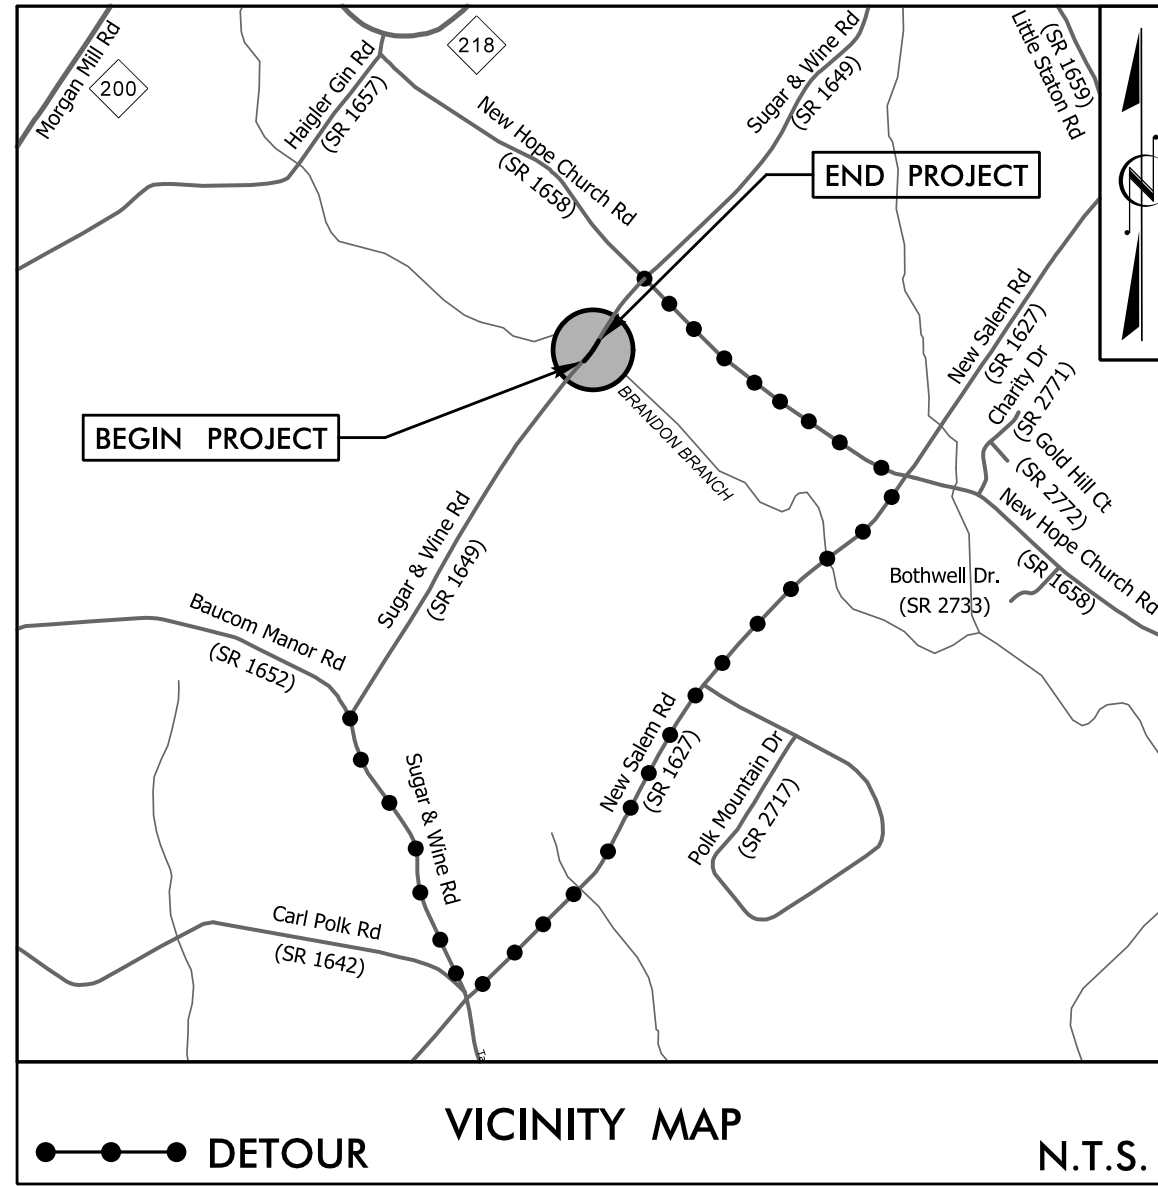 Morgan Mill Rd
200
Haigler Gin Rd
(SR 1657)
218
New Hope Church Rd
(SR 1658)
Sugar & Wine Rd
(SR 1649)
(SR 1659)
Little Staton Rd
N
END PROJECT
BEGIN PROJECT
BRANDON BRANCH
New Salem Rd
(SR 1627)
Charity Dr
(SR 2771)
Gold Hill Ct
(SR 2772)
New Hope Church Rd
(SR 1658)
Bothwell Dr.
(SR 2733)
Sugar & Wine Rd
(SR 1649)
Baucom Manor Rd
(SR 1652)
Sugar & Wine Rd
New Salem Rd
(SR 1627)
Polk Mountain Dr
(SR 2717)
Carl Polk Rd
(SR 1642)
VICINITY MAP
DETOUR
N.T.S.